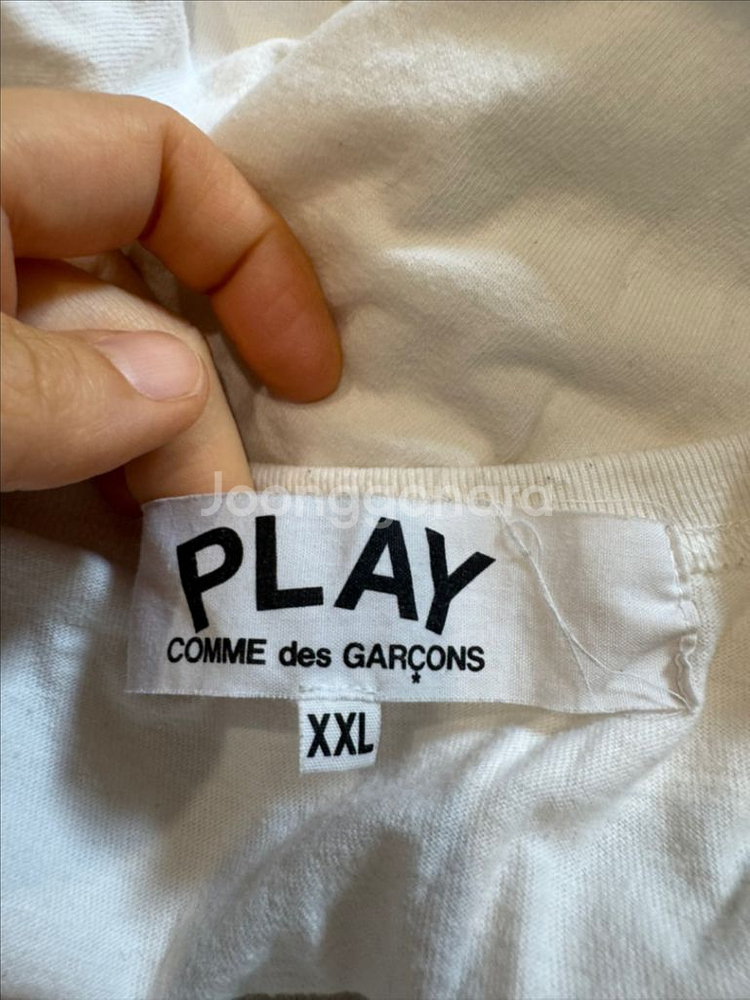 Joonggonara
PLAY
COMME des GARÇONS
*
XXL